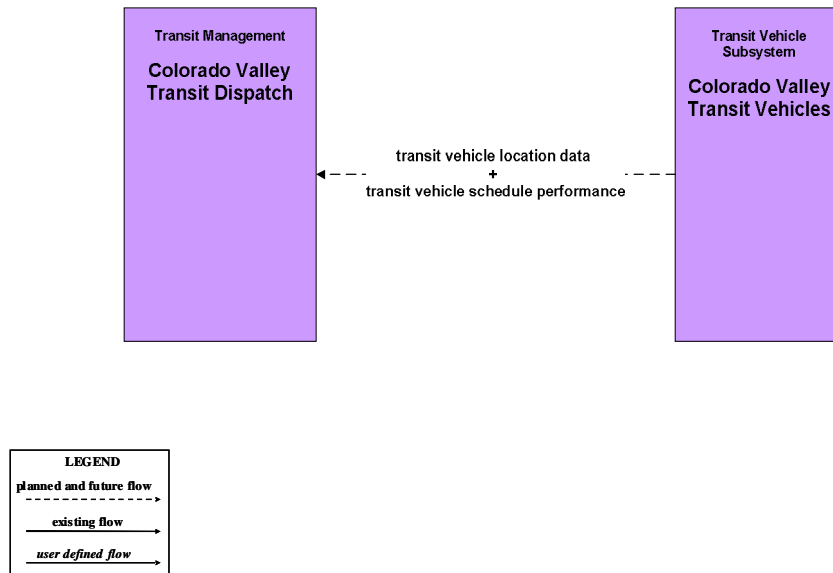 Transit Management
Colorado Valley
Transit Dispatch
Transit Vehicle
Subsystem
Colorado Valley
Transit Vehicles
transit vehicle location data
+
transit vehicle schedule performance
LEGEND
planned and future flow
existing flow
user defined flow